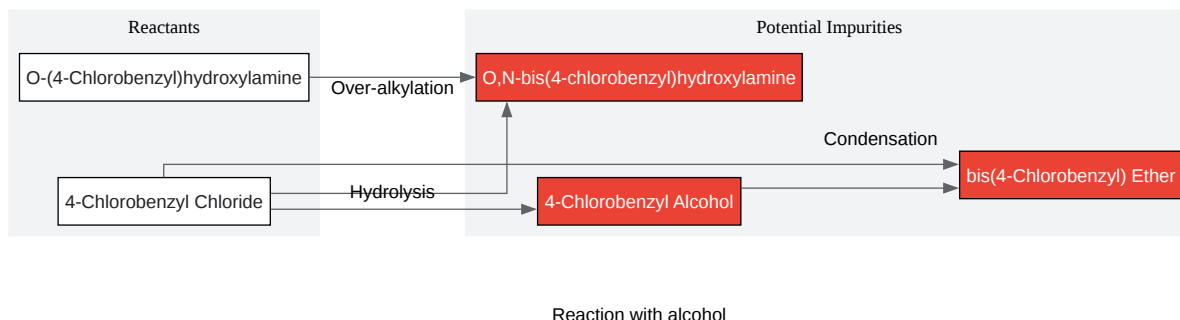 Reactants
Potential Impurities
O-(4-Chlorobenzyl)hydroxylamine
O,N-bis(4-chlorobenzyl)hydroxylamine
Over-alkylation
Condensation
bis(4-Chlorobenzyl) Ether
Hydrolysis
4-Chlorobenzyl Chloride
4-Chlorobenzyl Alcohol
Reaction with alcohol